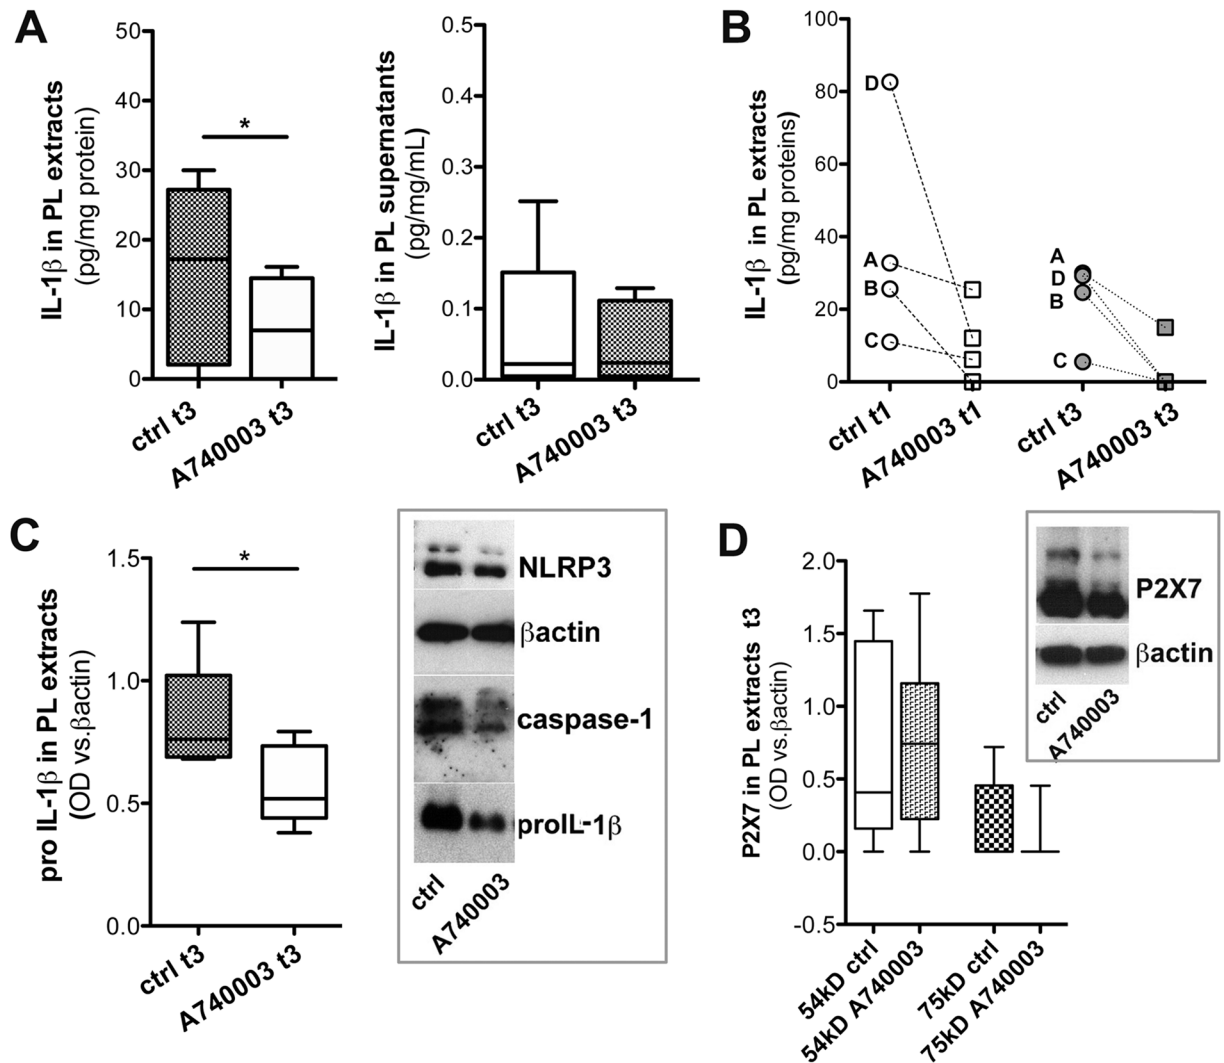 A
IL-1β in PL extracts
(pg/mg protein)
50
40
30
20
10
0
*
ctrl t3
A740003 t3
IL-1β in PL supernatants
(pg/mg/mL)
0.5
0.4
0.3
0.2
0.1
0.0
ctrl t3
A740003 t3
B
IL-1β in PL extracts
(pg/mg proteins)
100
80
60
40
20
0
D
A
B
C
A
D
B
C
ctrl t1
A740003 t1
ctrl t3
A740003 t3
C
pro IL-1β in PL extracts
(OD vs.βactin)
1.5
1.0
0.5
0.0
*
ctrl t3
A740003 t3
NLRP3
βactin
caspase-1
proIL-1β
ctrl
A740003
D
P2X7 in PL extracts t3
(OD vs.βactin)
2.0
1.5
1.0
0.5
0.0
-0.5
54kD ctrl
54kD A740003
75kD ctrl
75kD A740003
P2X7
βactin
ctrl
A740003